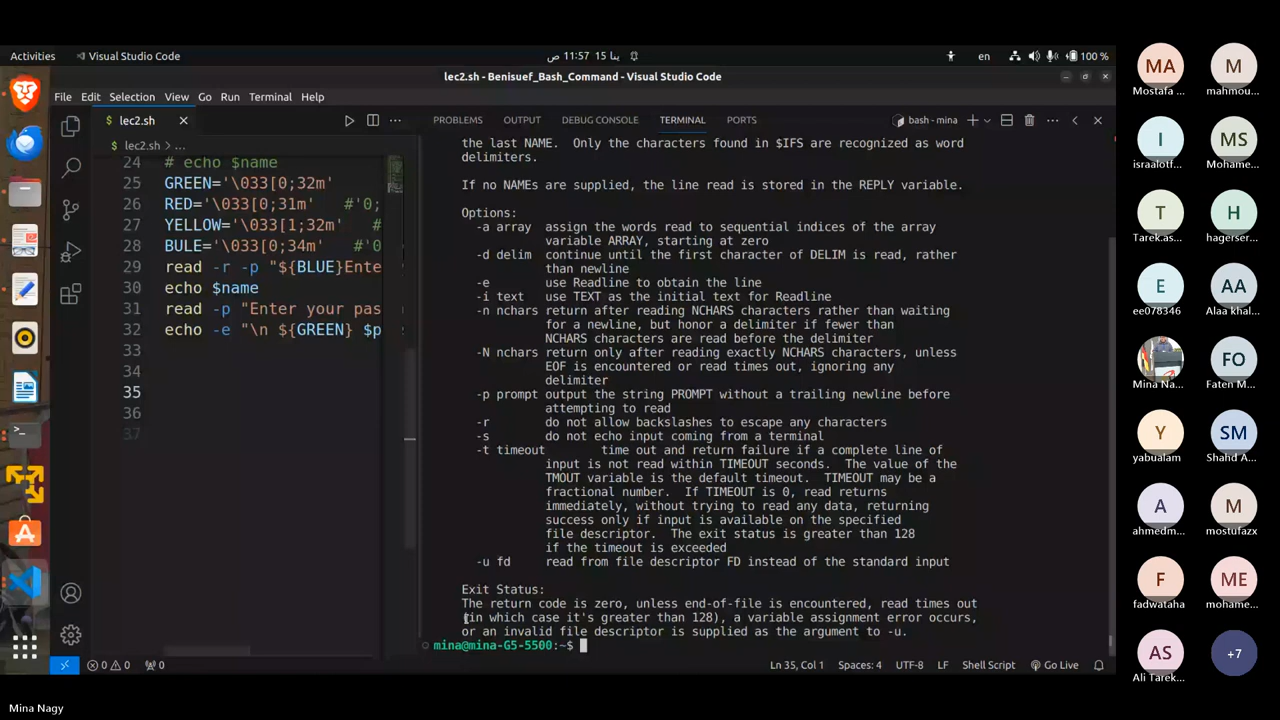 Activities
Visual Studio Code
11:57 ص
ينا 15
en
100 %
lec2.sh - Benisuef_Bash_Command - Visual Studio Code
File Edit Selection View Go Run Terminal Help
lec2.sh
lec2.sh > ...
24 # echo $name
25 GREEN='\033[0;32m'
26 RED='\033[0;31m' #'0;
27 YELLOW='\033[1;32m' #
28 BULE='\033[0;34m' #'0
29 read -r -p "${BLUE}Ente
30 echo $name
31 read -p "Enter your pas
32 echo -e "\n ${GREEN} $p
33
34
35
36
37
PROBLEMS OUTPUT DEBUG CONSOLE TERMINAL PORTS
bash - mina
the last NAME. Only the characters found in $IFS are recognized as word
delimiters.
If no NAMEs are supplied, the line read is stored in the REPLY variable.
Options:
-a array assign the words read to sequential indices of the array
variable ARRAY, starting at zero
-d delim continue until the first character of DELIM is read, rather
than newline
-e use Readline to obtain the line
-i text use TEXT as the initial text for Readline
-n nchars return after reading NCHARS characters rather than waiting
for a newline, but honor a delimiter if fewer than
NCHARS characters are read before the delimiter
-N nchars return only after reading exactly NCHARS characters, unless
EOF is encountered or read times out, ignoring any
delimiter
-p prompt output the string PROMPT without a trailing newline before
attempting to read
-r do not allow backslashes to escape any characters
-s do not echo input coming from a terminal
-t timeout time out and return failure if a complete line of
input is not read within TIMEOUT seconds. The value of the
TMOUT variable is the default timeout. TIMEOUT may be a
fractional number. If TIMEOUT is 0, read returns
immediately, without trying to read any data, returning
success only if input is available on the specified
file descriptor. The exit status is greater than 128
if the timeout is exceeded
-u fd read from file descriptor FD instead of the standard input
Exit Status:
The return code is zero, unless end-of-file is encountered, read times out
(in which case it's greater than 128), a variable assignment error occurs,
or an invalid file descriptor is supplied as the argument to -u.
mina@mina-G5-5500:~$
0 0 0
Ln 35, Col 1 Spaces: 4 UTF-8 LF Shell Script Go Live
MA M
Mostafa ... mahmou...
I MS
israalotf... Mohame...
T H
Tarek.as... hagerser...
E AA
ee078346 Alaa khal...
FO
Mina Na... Faten M...
Y SM
yabualam Shahd A...
A M
ahmedm... mostufazx
F ME
fadwataha mohame...
AS +7
Ali Tarek...
Mina Nagy